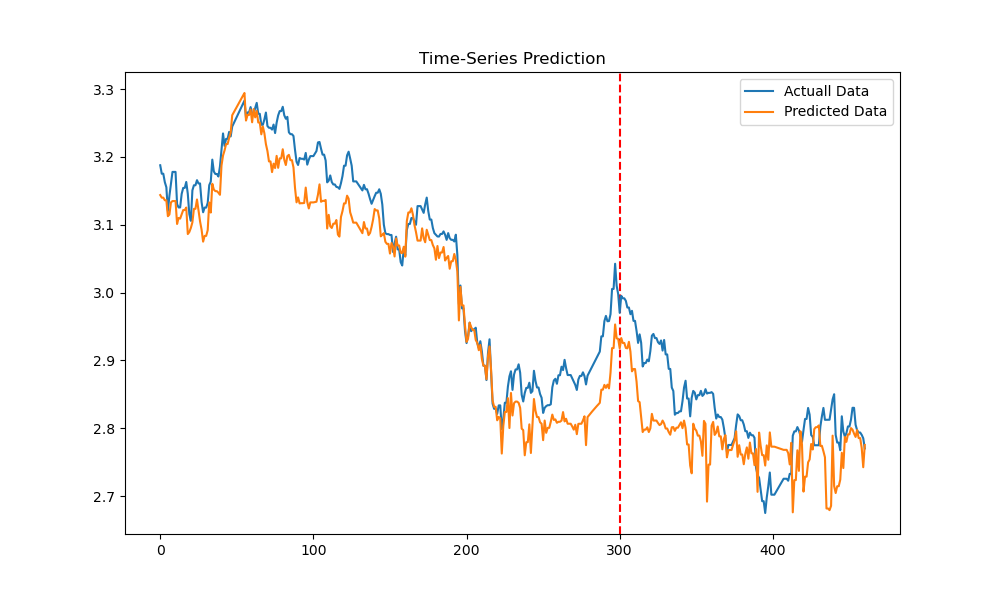 Time-Series Prediction
Actuall Data
Predicted Data
3.3
3.2
3.1
3.0
2.9
2.8
2.7
0 100 200 300 400